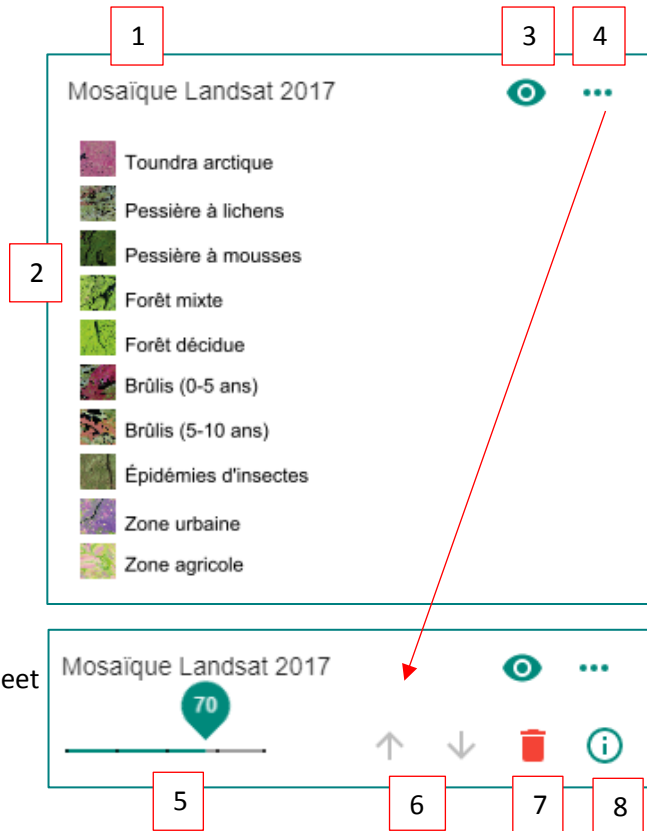 1
3
4
Mosaïque Landsat 2017
Toundra arctique
Pessière à lichens
2
Pessière à mousses
Forêt mixte
Forêt décidue
Brûlis (0-5 ans)
Brûlis (5-10 ans)
Épidémies d'insectes
Zone urbaine
Zone agricole
eet
Mosaïque Landsat 2017
70
5
6
7
8